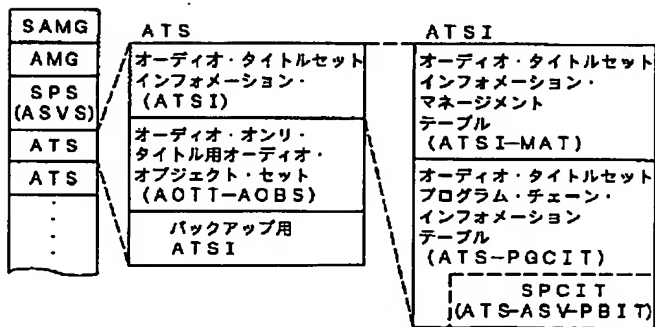 SAMG
AMG
SPS
(ASVS)
ATS
ATS
ATS
オーディオ・タイトルセット
インフォメーション・
(ATSI)
オーディオ・オンリ・
タイトル用オーディオ・
オブジェクト・セット
(AOTT-AOBS)
バックアップ用
ATSI
ATSI
オーディオ・タイトルセット
インフォメーション・
マネージメント
テーブル
(ATSI-MAT)
オーディオ・タイトルセット
プログラム・チェーン・
インフォメーション
テーブル
(ATS-PGCIT)
SPCIT
(ATS-ASV-PBIT)